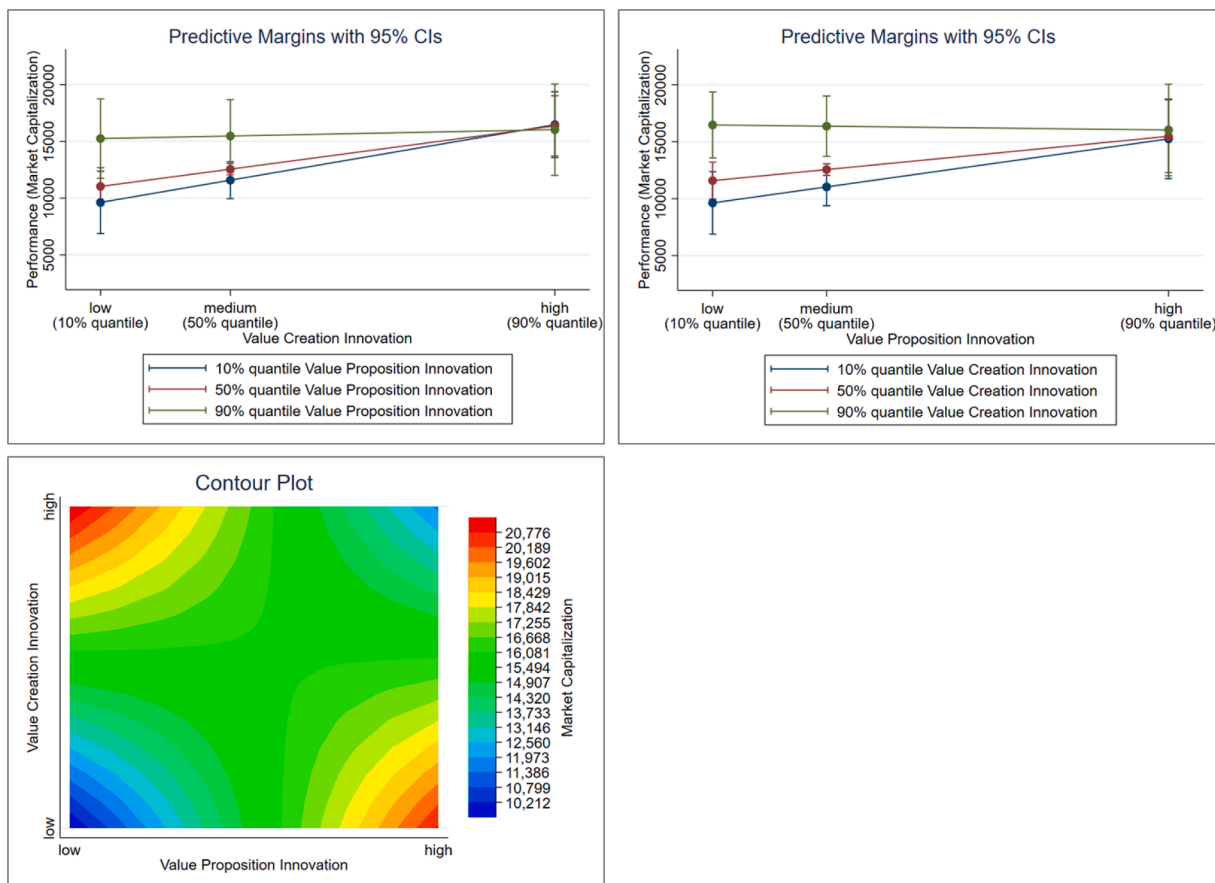 Predictive Margins with 95% CIs
Performance (Market Capitalization)
20000
15000
10000
5000
low
(10% quantile)
medium
(50% quantile)
high
(90% quantile)
Value Creation Innovation
10% quantile Value Proposition Innovation
50% quantile Value Proposition Innovation
90% quantile Value Proposition Innovation
Predictive Margins with 95% CIs
Performance (Market Capitalization)
20000
15000
10000
5000
low
(10% quantile)
medium
(50% quantile)
high
(90% quantile)
Value Proposition Innovation
10% quantile Value Creation Innovation
50% quantile Value Creation Innovation
90% quantile Value Creation Innovation
Contour Plot
Value Creation Innovation
high
low
low
high
Value Proposition Innovation
20,776
20,189
19,602
19,015
18,429
17,842
17,255
16,668
16,081
15,494
14,907
14,320
13,733
13,146
12,560
11,973
11,386
10,799
10,212
Market Capitalization